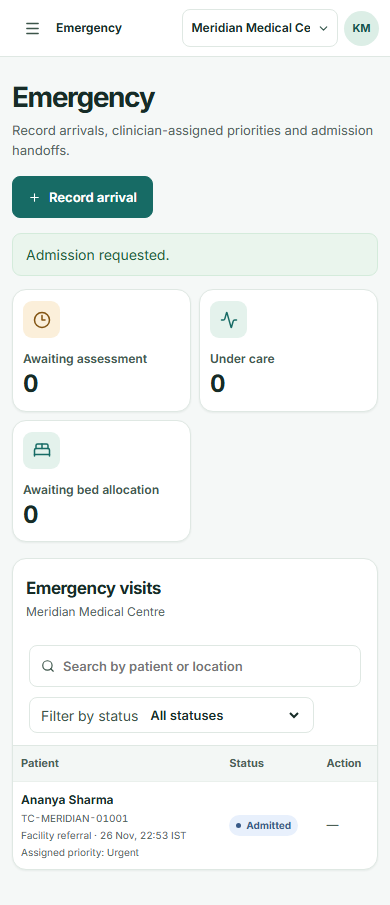 Emergency
Meridian Medical Ce
KM
Emergency
Record arrivals, clinician-assigned priorities and admission
handoffs.
+ Record arrival
Admission requested.
Awaiting assessment
0
Under care
0
Awaiting bed allocation
0
Emergency visits
Meridian Medical Centre
Search by patient or location
Filter by status All statuses
Patient Status Action
Ananya Sharma
TC-MERIDIAN-01001
Facility referral · 26 Nov, 22:53 IST
Assigned priority: Urgent
Admitted
—